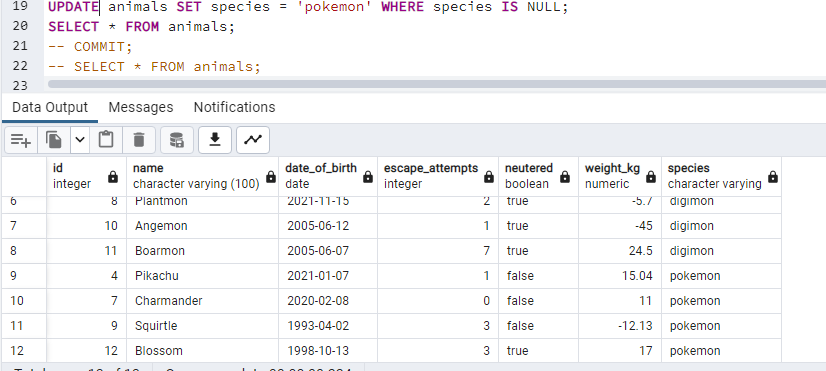 19 UPDATE animals SET species = 'pokemon' WHERE species IS NULL;
20 SELECT * FROM animals;
21 -- COMMIT;
22 -- SELECT * FROM animals;
23
Data Output Messages Notifications
id name date_of_birth escape_attempts neutered weight_kg species
integer character varying (100) date integer boolean numeric character varying
6 8 Plantmon 2021-11-15 2 true -5.7 digimon
7 10 Angemon 2005-06-12 1 true -45 digimon
8 11 Boarmon 2005-06-07 7 true 24.5 digimon
9 4 Pikachu 2021-01-07 1 false 15.04 pokemon
10 7 Charmander 2020-02-08 0 false 11 pokemon
11 9 Squirtle 1993-04-02 3 false -12.13 pokemon
12 12 Blossom 1998-10-13 3 true 17 pokemon